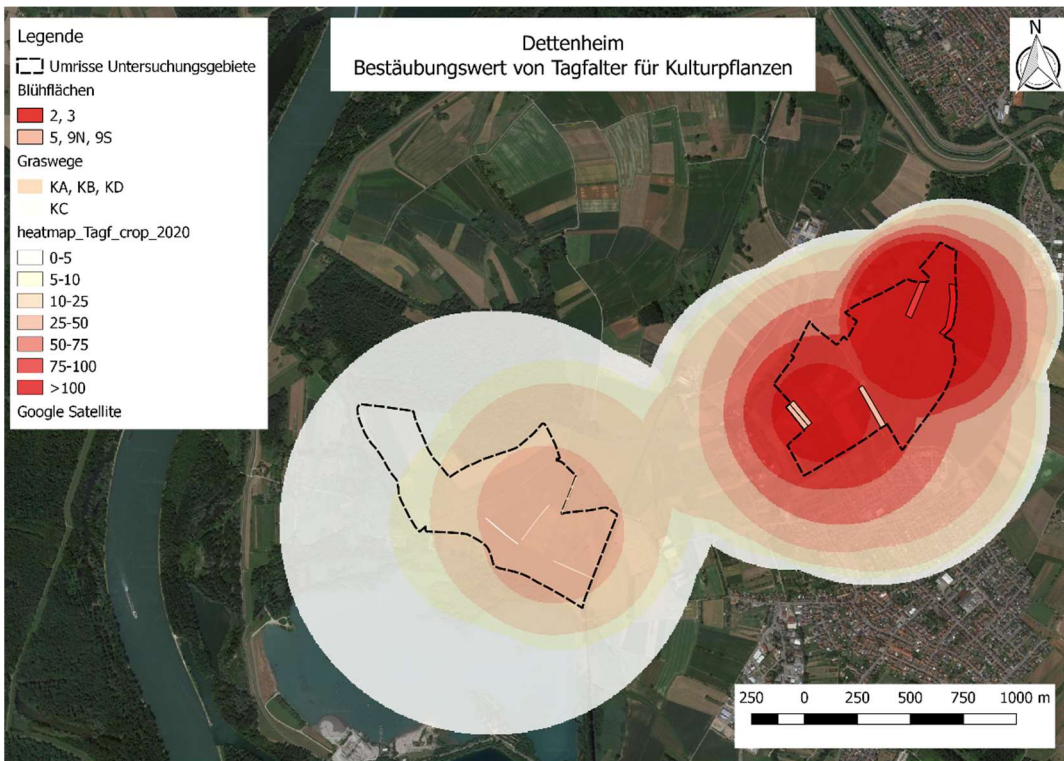 Legende
Umrisse Untersuchungsgebiete
Blühflächen
2, 3
5, 9N, 9S
Graswege
KA, KB, KD
KC
heatmap_Tagf_crop_2020
0-5
5-10
10-25
25-50
50-75
75-100
>100
Google Satellite
Dettenheim
Bestäubungswert von Tagfalter für Kulturpflanzen
N
250 0 250 500 750 1000 m